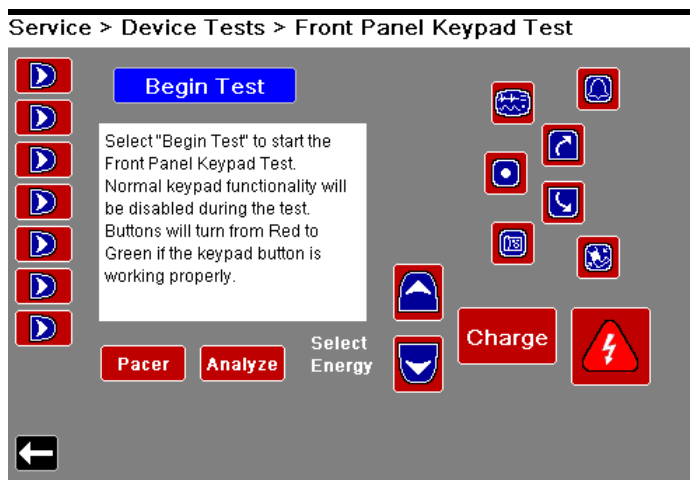 Service > Device Tests > Front Panel Keypad Test
Begin Test
Select "Begin Test" to start the
Front Panel Keypad Test.
Normal keypad functionality will
be disabled during the test.
Buttons will turn from Red to
Green if the keypad button is
working properly.
Pacer
Analyze
Select
Energy
Charge